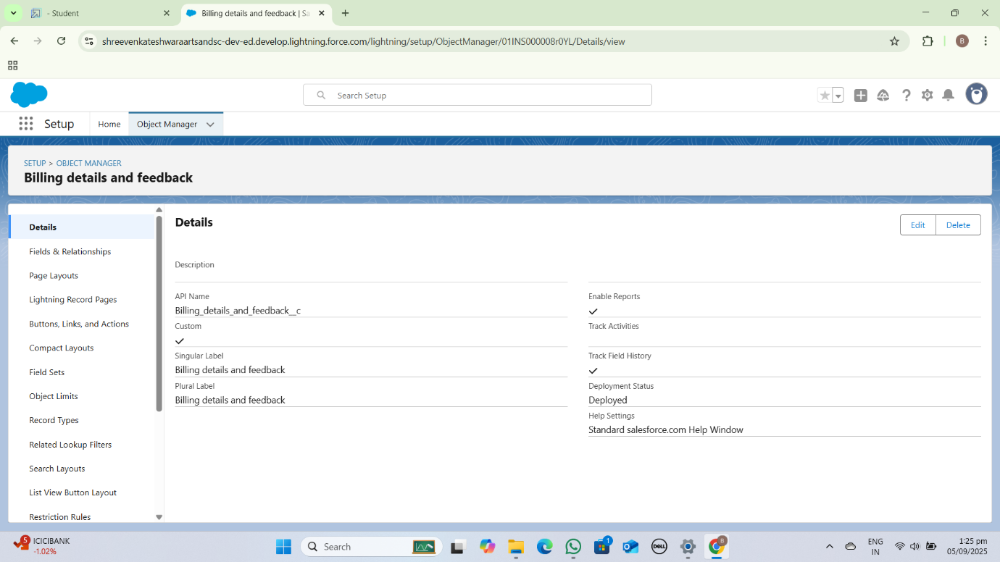 - Student
Billing details and feedback | Sa
shreevenkateshwaraartsandsc-dev-ed.develop.lightning.force.com/lightning/setup/ObjectManager/01INS000008r0YL/Details/view
B
Search Setup
Setup
Home
Object Manager
SETUP > OBJECT MANAGER
Billing details and feedback
Details
Fields & Relationships
Page Layouts
Lightning Record Pages
Buttons, Links, and Actions
Compact Layouts
Field Sets
Object Limits
Record Types
Related Lookup Filters
Search Layouts
List View Button Layout
Restriction Rules
Details
Edit
Delete
Description
API Name
Billing_details_and_feedback__c
Custom
Singular Label
Billing details and feedback
Plural Label
Billing details and feedback
Enable Reports
Track Activities
Track Field History
Deployment Status
Deployed
Help Settings
Standard salesforce.com Help Window
5
ICICIBANK
-1.02%
Search
1
DELL
B
ENG
IN
1:25 pm
05/09/2025